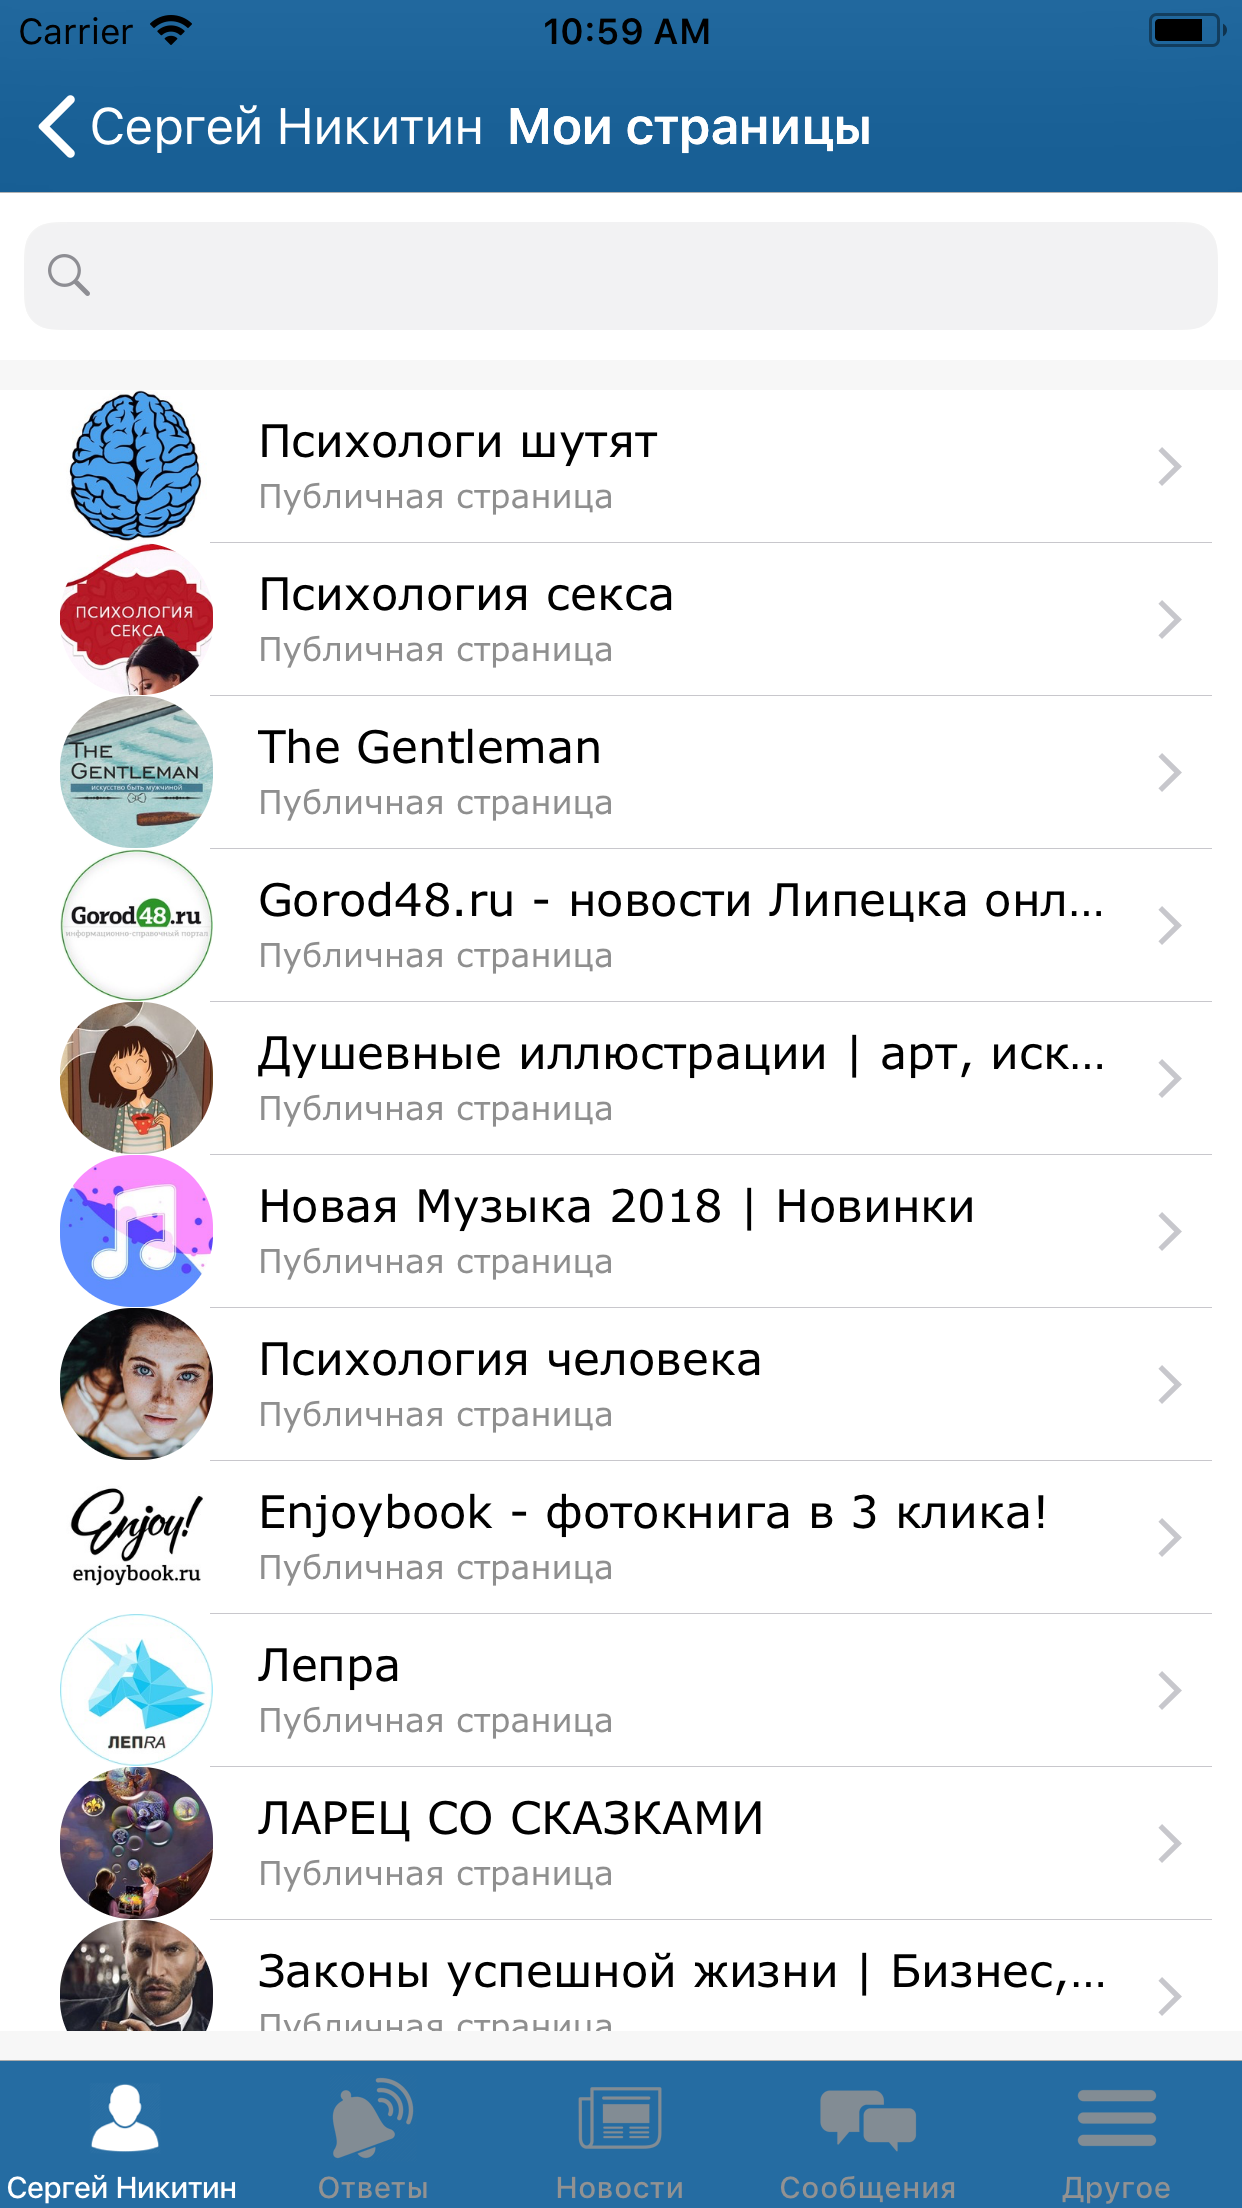 Carrier 10:59 AM
Сергей Никитин Мои страницы
Психологи шутят
Публичная страница
ПСИХОЛОГИЯ
СЕКСА
Психология секса
Публичная страница
THE
GENTLEMAN
искусство быть мужчиной
The Gentleman
Публичная страница
Gorod48.ru
информационно-справочный портал
Gorod48.ru - новости Липецка онл...
Публичная страница
Душевные иллюстрации | арт, иск...
Публичная страница
Новая Музыка 2018 | Новинки
Публичная страница
Психология человека
Публичная страница
Enjoy!
enjoybook.ru
Enjoybook - фотокнига в 3 клика!
Публичная страница
ЛЕПRA
Лепра
Публичная страница
ЛАРЕЦ СО СКАЗКАМИ
Публичная страница
Законы успешной жизни | Бизнес,...
Публичная страница
Сергей Никитин Ответы Новости Сообщения Другое